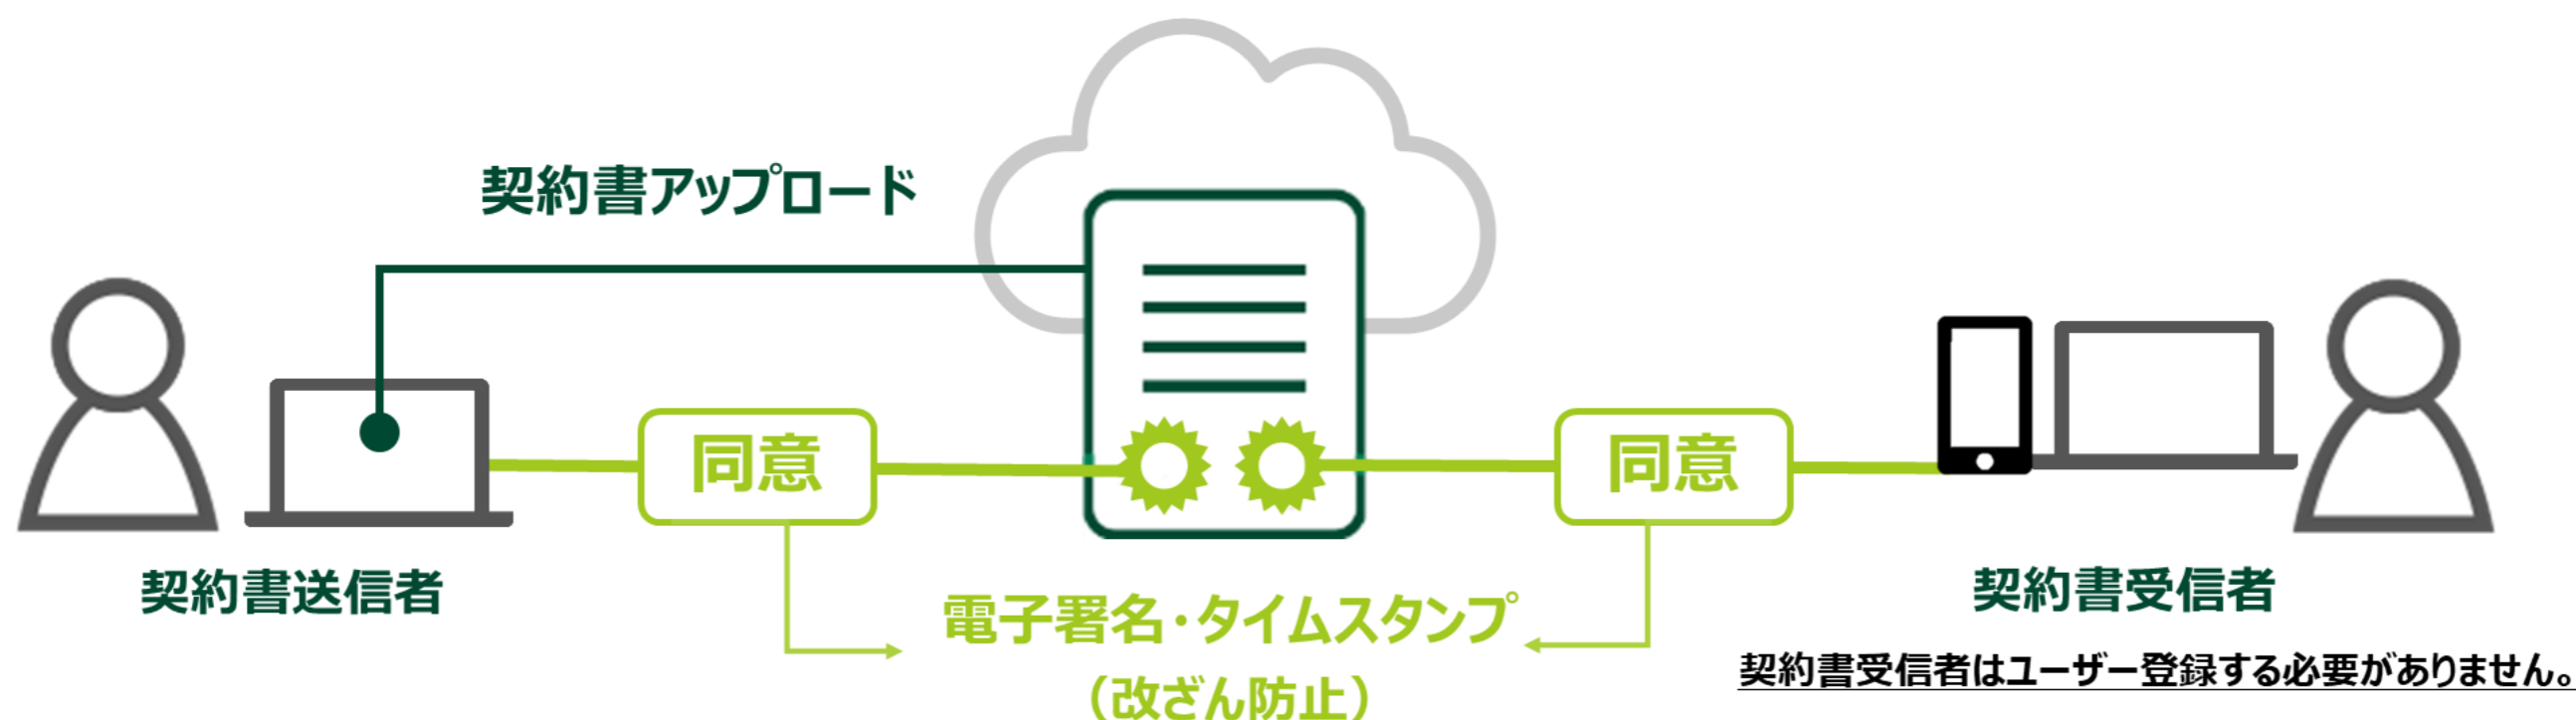 契約書アップロード
同意
同意
契約書送信者
契約書受信者
電子署名・タイムスタンプ
（改ざん防止）
契約書受信者はユーザー登録する必要がありません。